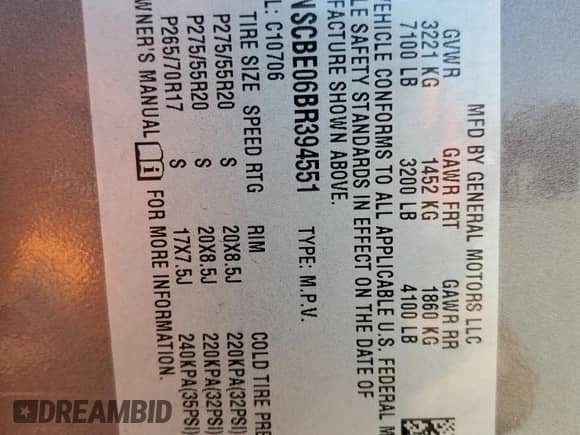 MFD BY GENERAL MOTORS LLC
GVWR GAWR FRT GAWR RR
3221 KG 1452 KG 1860 KG
7100 LB 3200 LB 4100 LB
VEHICLE CONFORMS TO ALL APPLICABLE U.S. FEDERAL M
LE SAFETY STANDARDS IN EFFECT ON THE DATE OF
FACTURE SHOWN ABOVE.
NSCBE06BR394551 TYPE: M.P.V.
L: C10706
TIRE SIZE SPEED RTG RIM COLD TIRE PRE
P275/55R20 S 20X8.5J 220KPA(32PSI)
P275/55R20 S 20X8.5J 220KPA(32PSI)
P265/70R17 S 17X7.5J 240KPA(35PSI)
WNER'S MANUAL FOR MORE INFORMATION.
DREAMBID